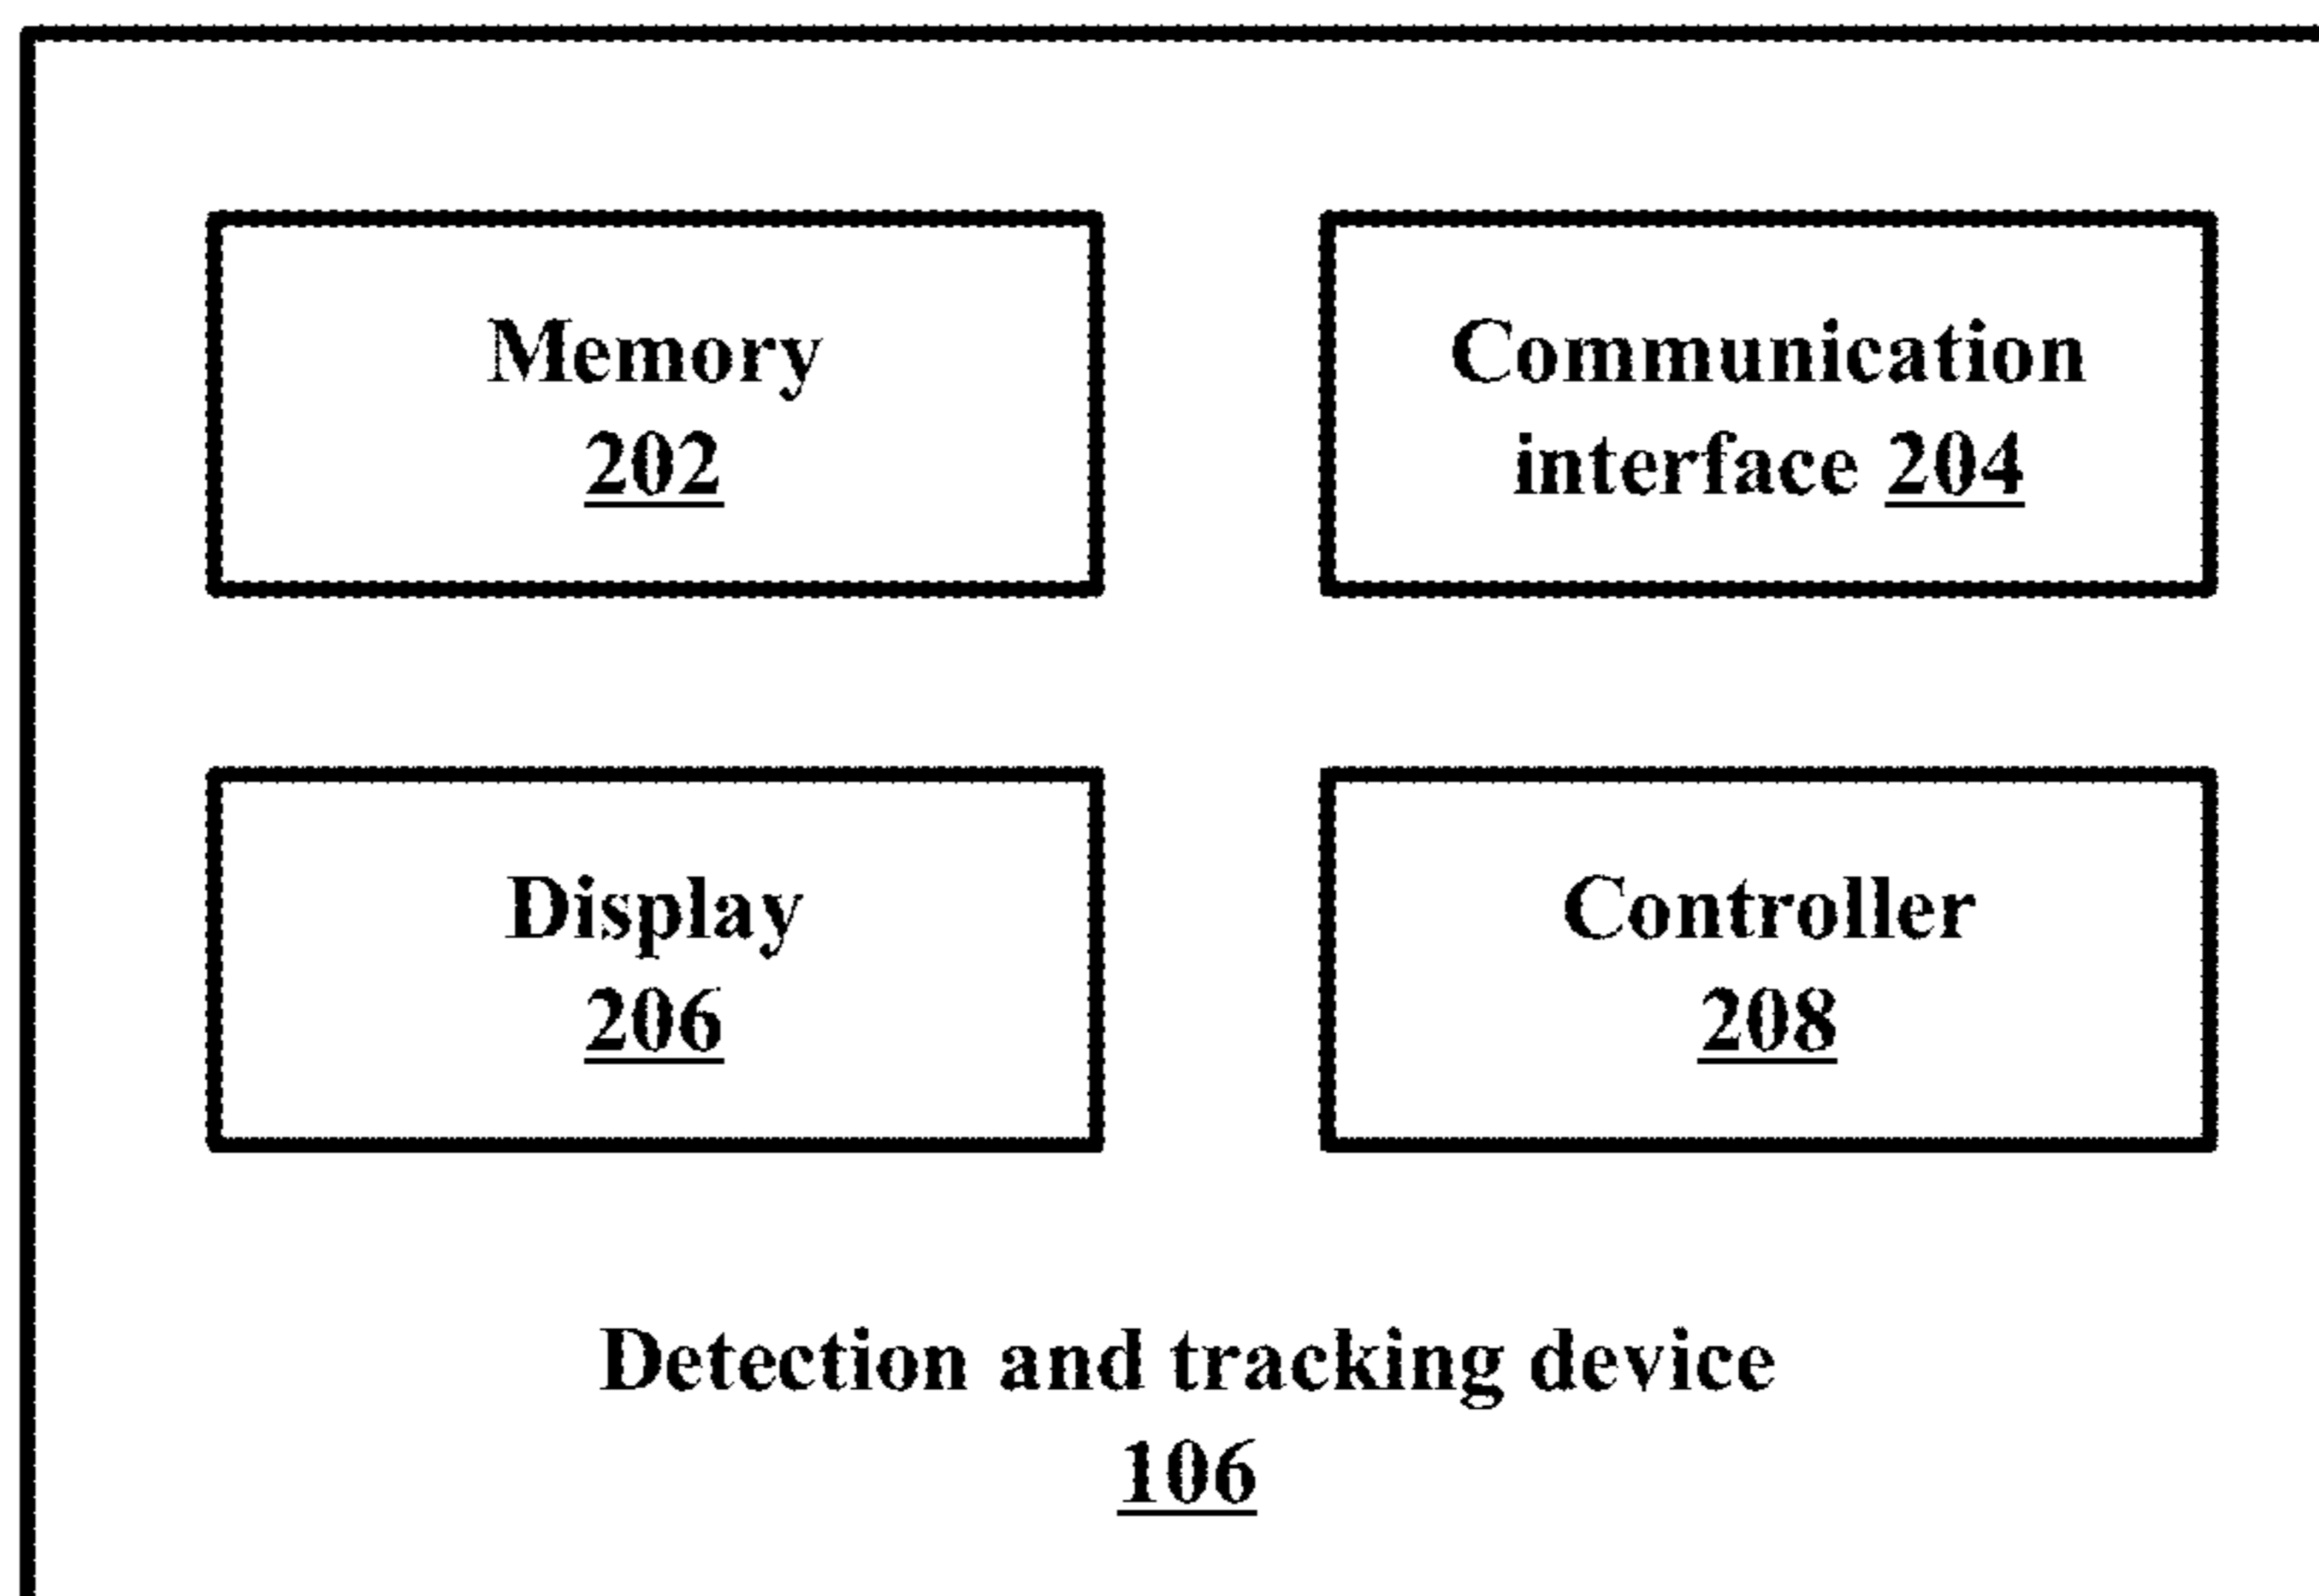 Memory
202
Communication
interface 204
Display
206
Controller
208
Detection and tracking device
106